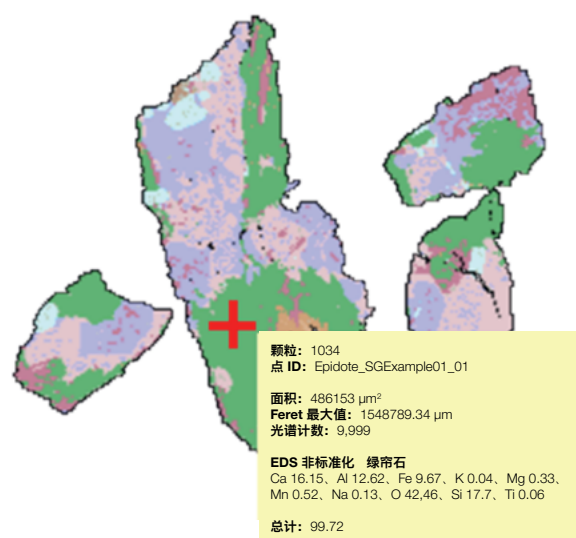 颗粒：1034
点 ID：Epidote_SGExample01_01
面积：486153 µm²
Feret 最大值：1548789.34 µm
光谱计数：9,999
EDS 非标准化 绿帘石
Ca 16.15、Al 12.62、Fe 9.67、K 0.04、Mg 0.33、
Mn 0.52、Na 0.13、O 42,46、Si 17.7、Ti 0.06
总计：99.72